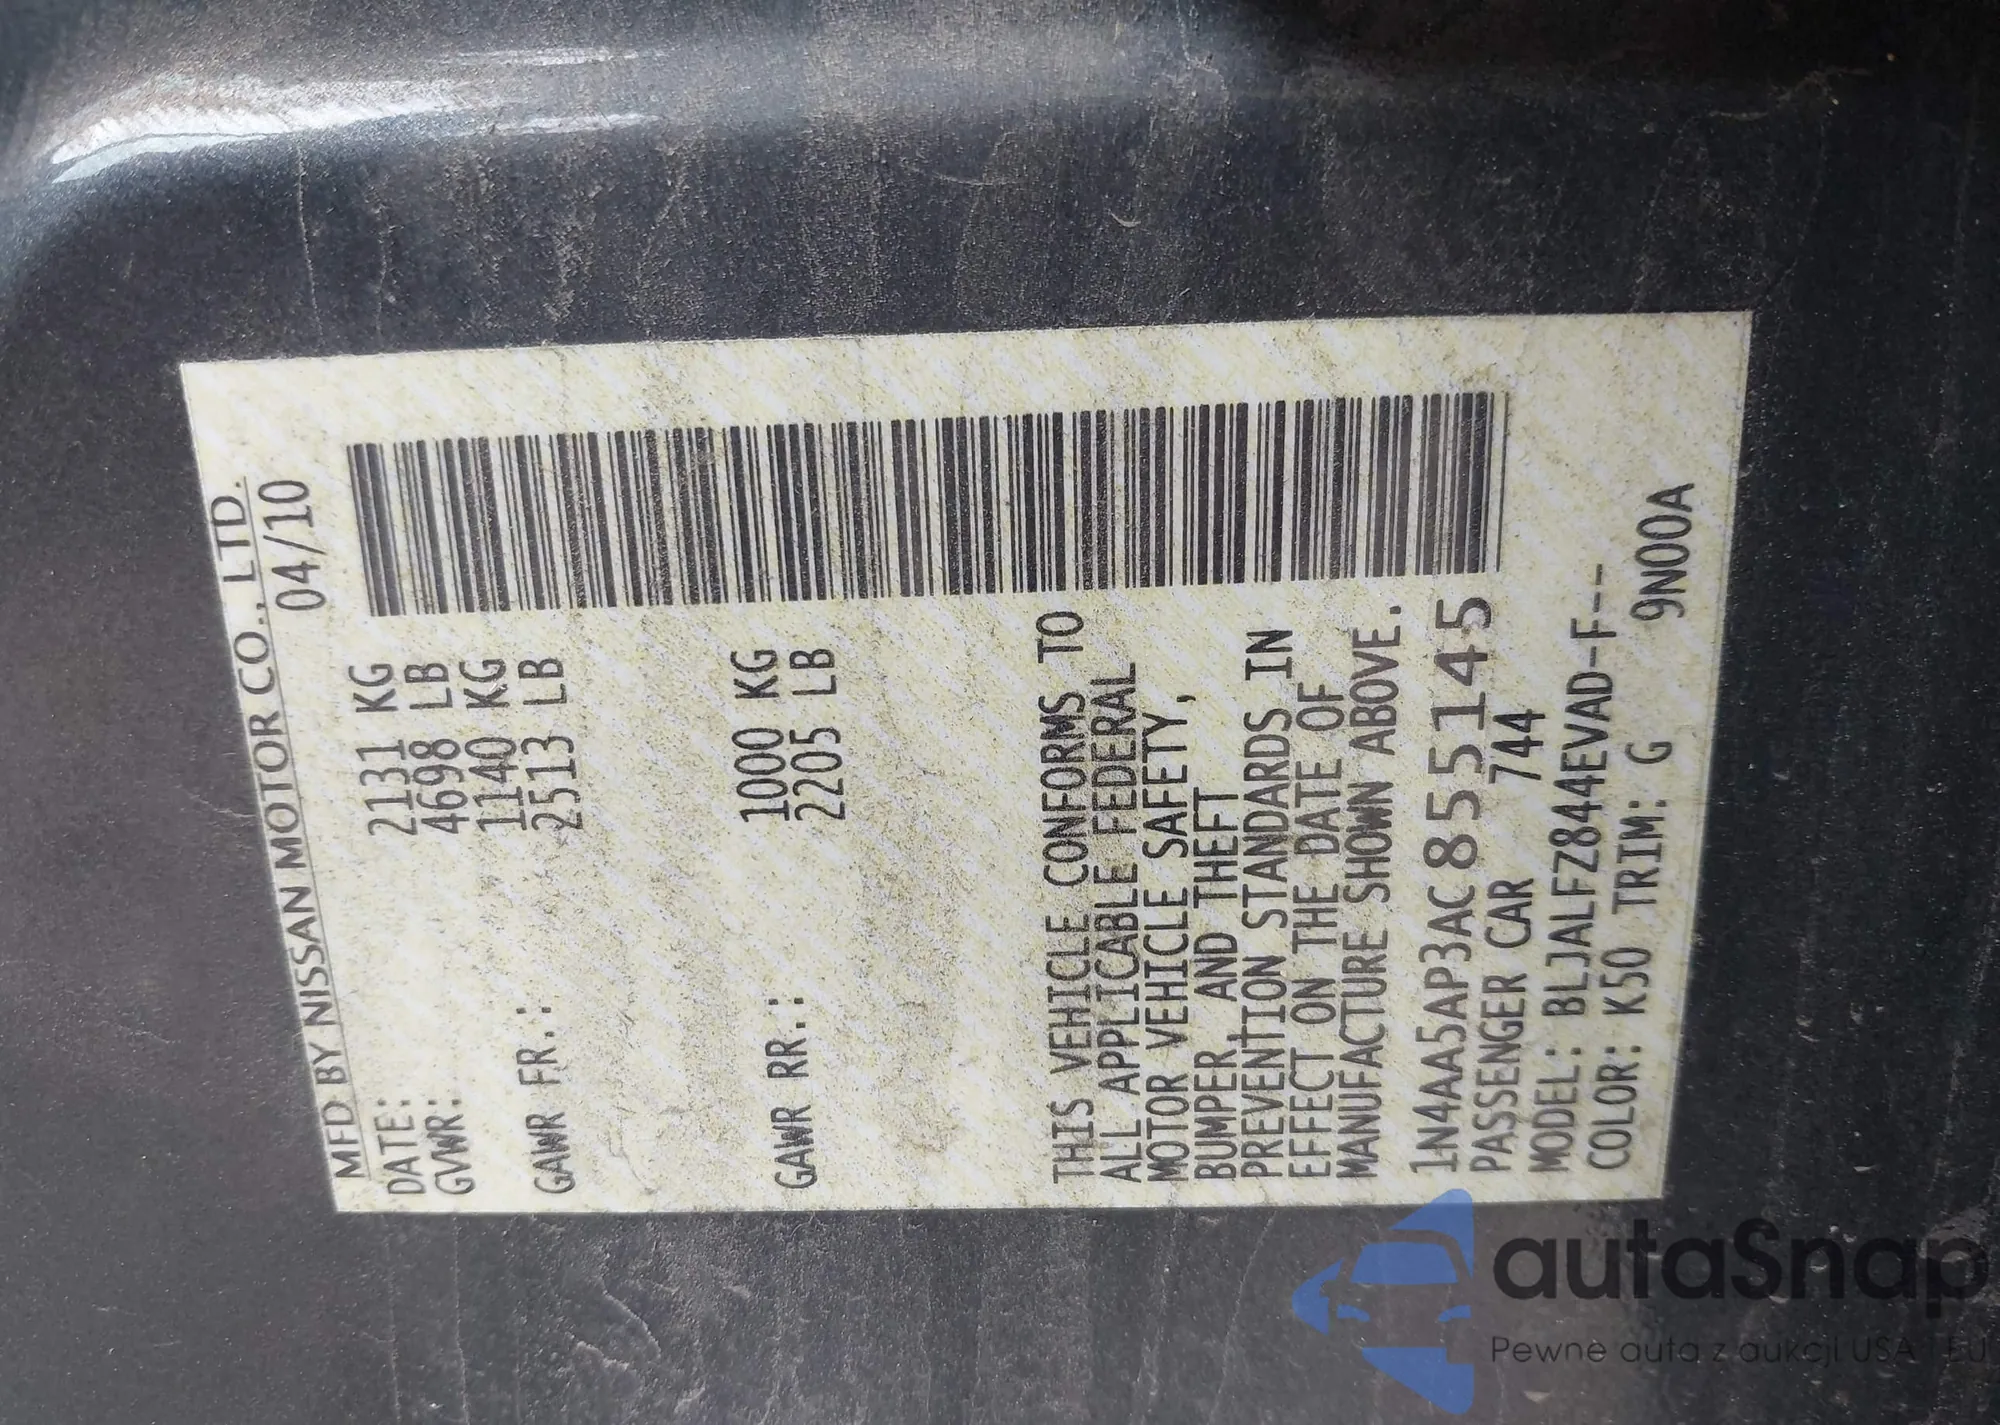 MFD BY NISSAN MOTOR CO., LTD.
DATE: 04/10
GVWR: 2131 KG
4698 LB
GAWR FR.: 1140 KG
2513 LB
GAWR RR.: 1000 KG
2205 LB
THIS VEHICLE CONFORMS TO
ALL APPLICABLE FEDERAL
MOTOR VEHICLE SAFETY,
BUMPER, AND THEFT
PREVENTION STANDARDS IN
EFFECT ON THE DATE OF
MANUFACTURE SHOWN ABOVE.
1N4AA5AP3AC855145
PASSENGER CAR 744
MODEL: BLJALFZ844EVAD-F---
COLOR: K50 TRIM: G 9N00A
autaSnap
Pewne auta z aukcji USA i EU